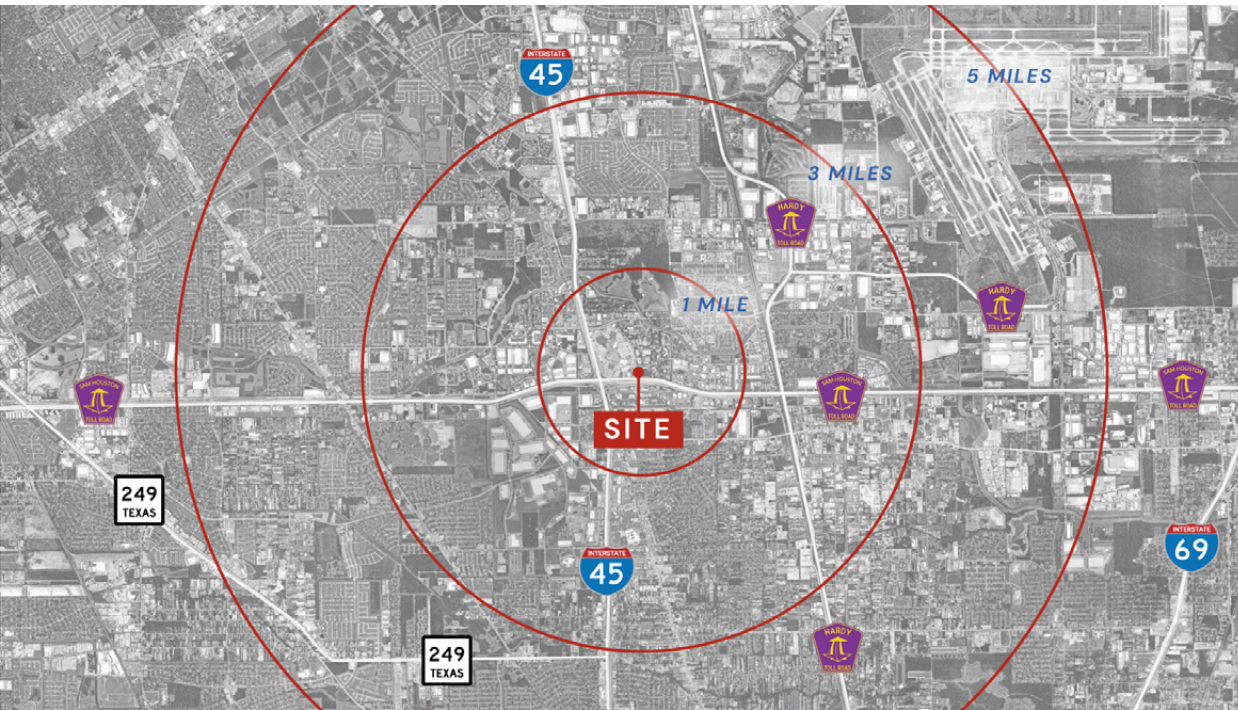 INTERSTATE
45
5 MILES
3 MILES
HARDY
TOLL ROAD
1 MILE
HARDY
TOLL ROAD
SAM HOUSTON
TOLL ROAD
SAM HOUSTON
TOLL ROAD
SAM HOUSTON
TOLL ROAD
SITE
249
TEXAS
INTERSTATE
45
INTERSTATE
69
HARDY
TOLL ROAD
249
TEXAS